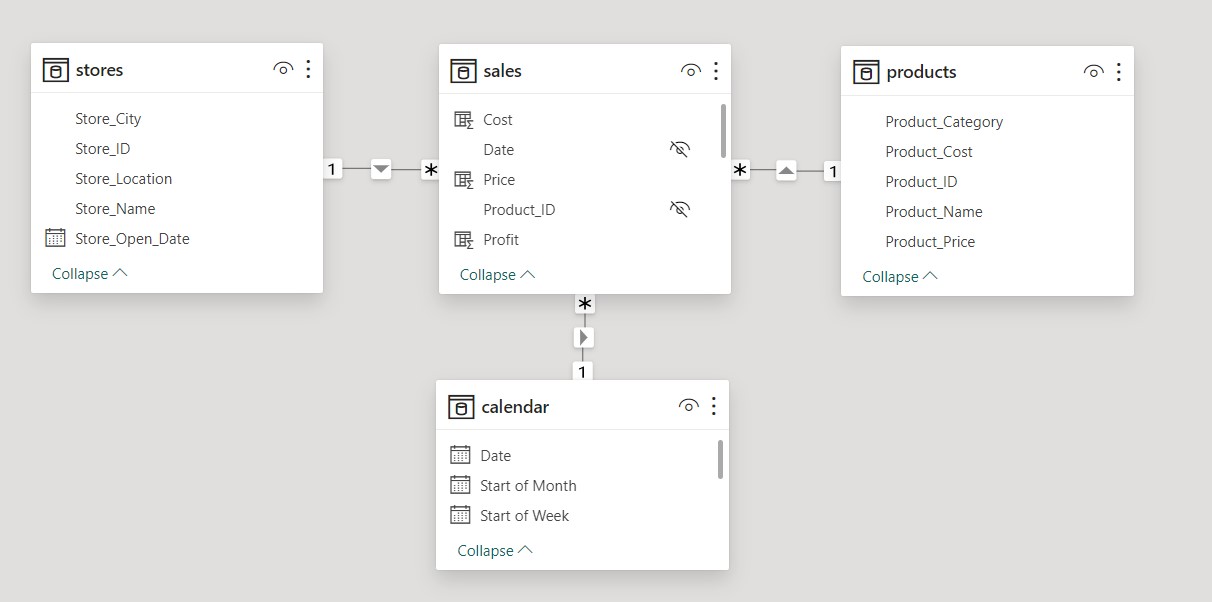 stores
Store_City
Store_ID
Store_Location
Store_Name
Store_Open_Date
Collapse
1
*
sales
Cost
Date
Price
Product_ID
Profit
Collapse
*
1
products
Product_Category
Product_Cost
Product_ID
Product_Name
Product_Price
Collapse
*
1
calendar
Date
Start of Month
Start of Week
Collapse